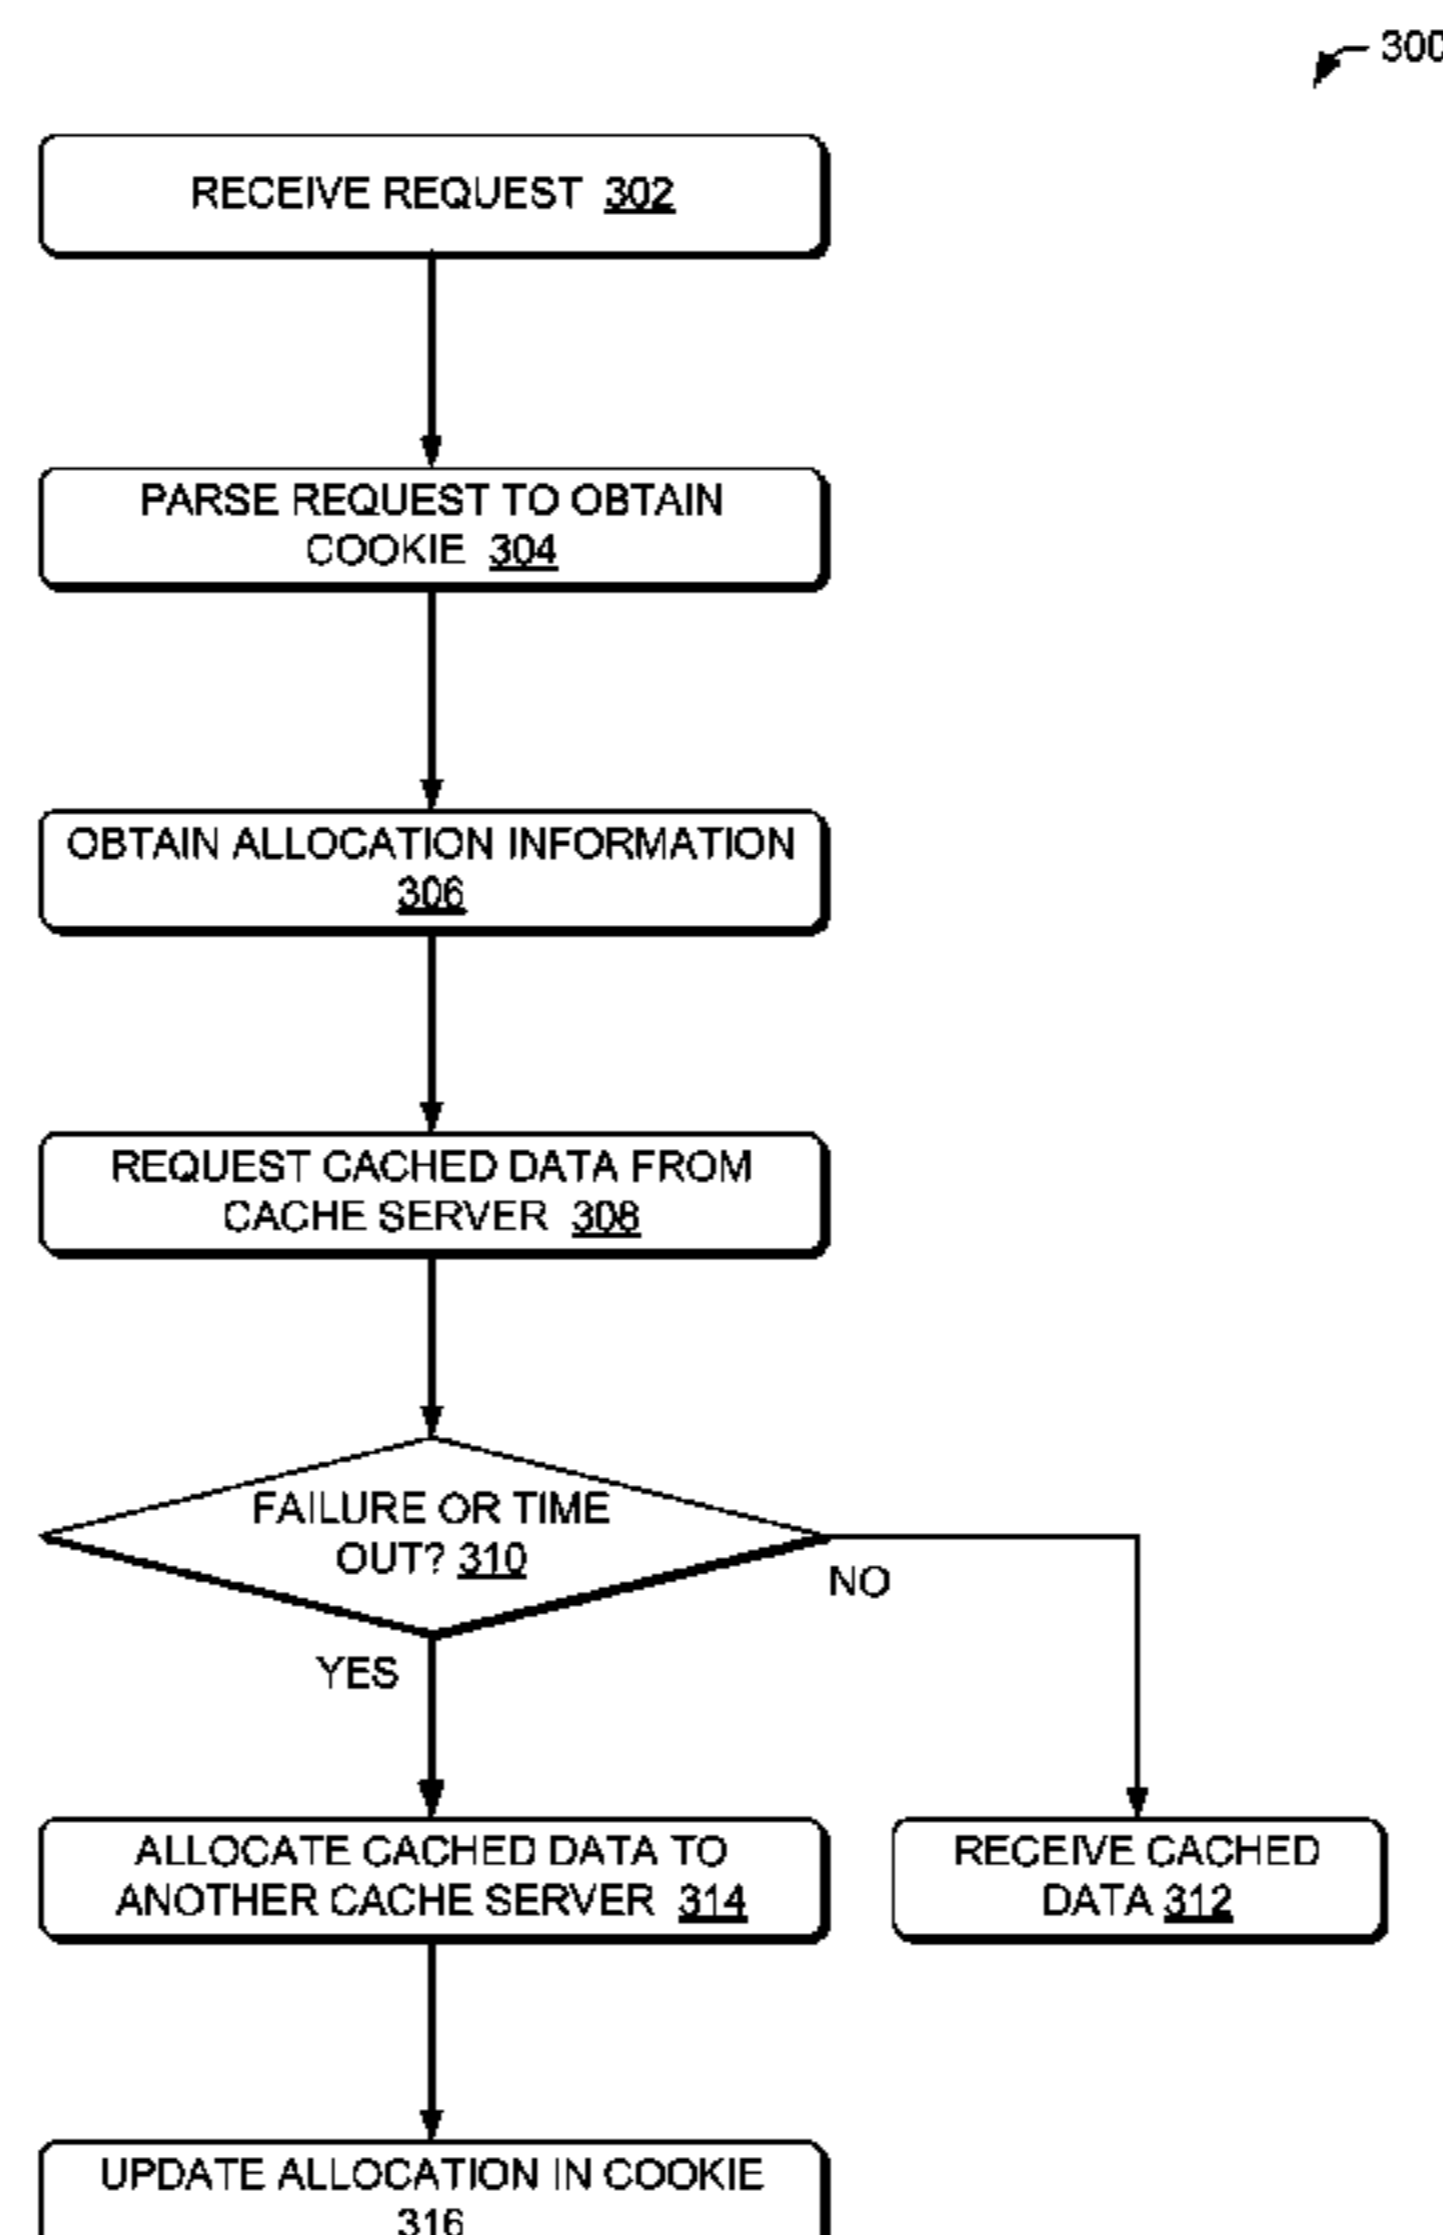 300
RECEIVE REQUEST 302
PARSE REQUEST TO OBTAIN
COOKIE 304
OBTAIN ALLOCATION INFORMATION
306
REQUEST CACHED DATA FROM
CACHE SERVER 308
FAILURE OR TIME
OUT? 310
NO
YES
ALLOCATE CACHED DATA TO
ANOTHER CACHE SERVER 314
RECEIVE CACHED
DATA 312
UPDATE ALLOCATION IN COOKIE
316